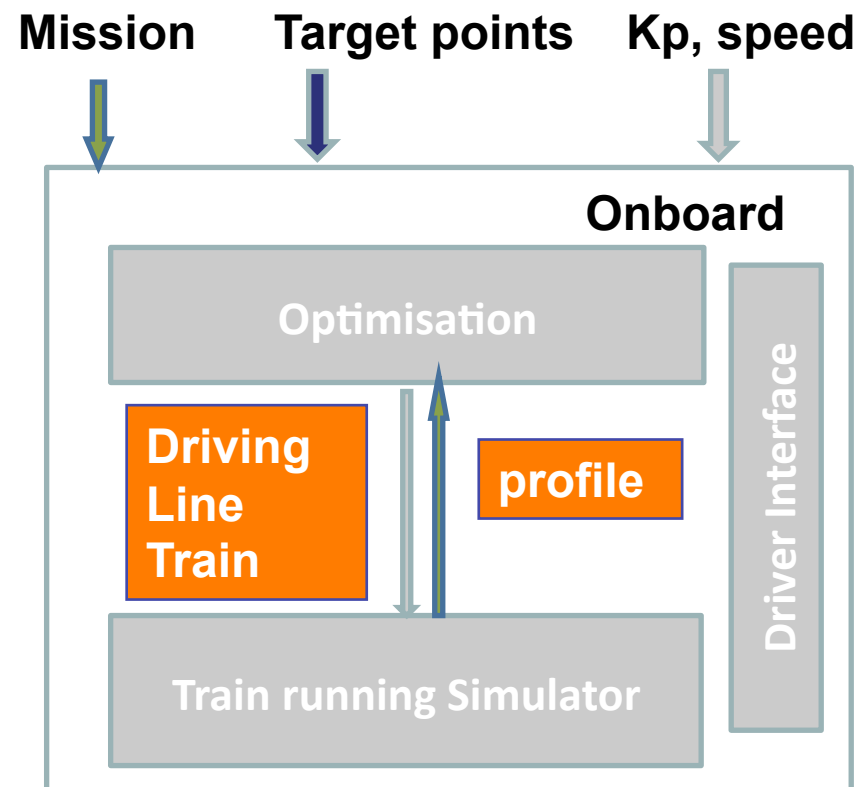 Mission
Target points
Kp, speed
Onboard
Optimisation
Driving
Line
Train
profile
Driver Interface
Train running Simulator